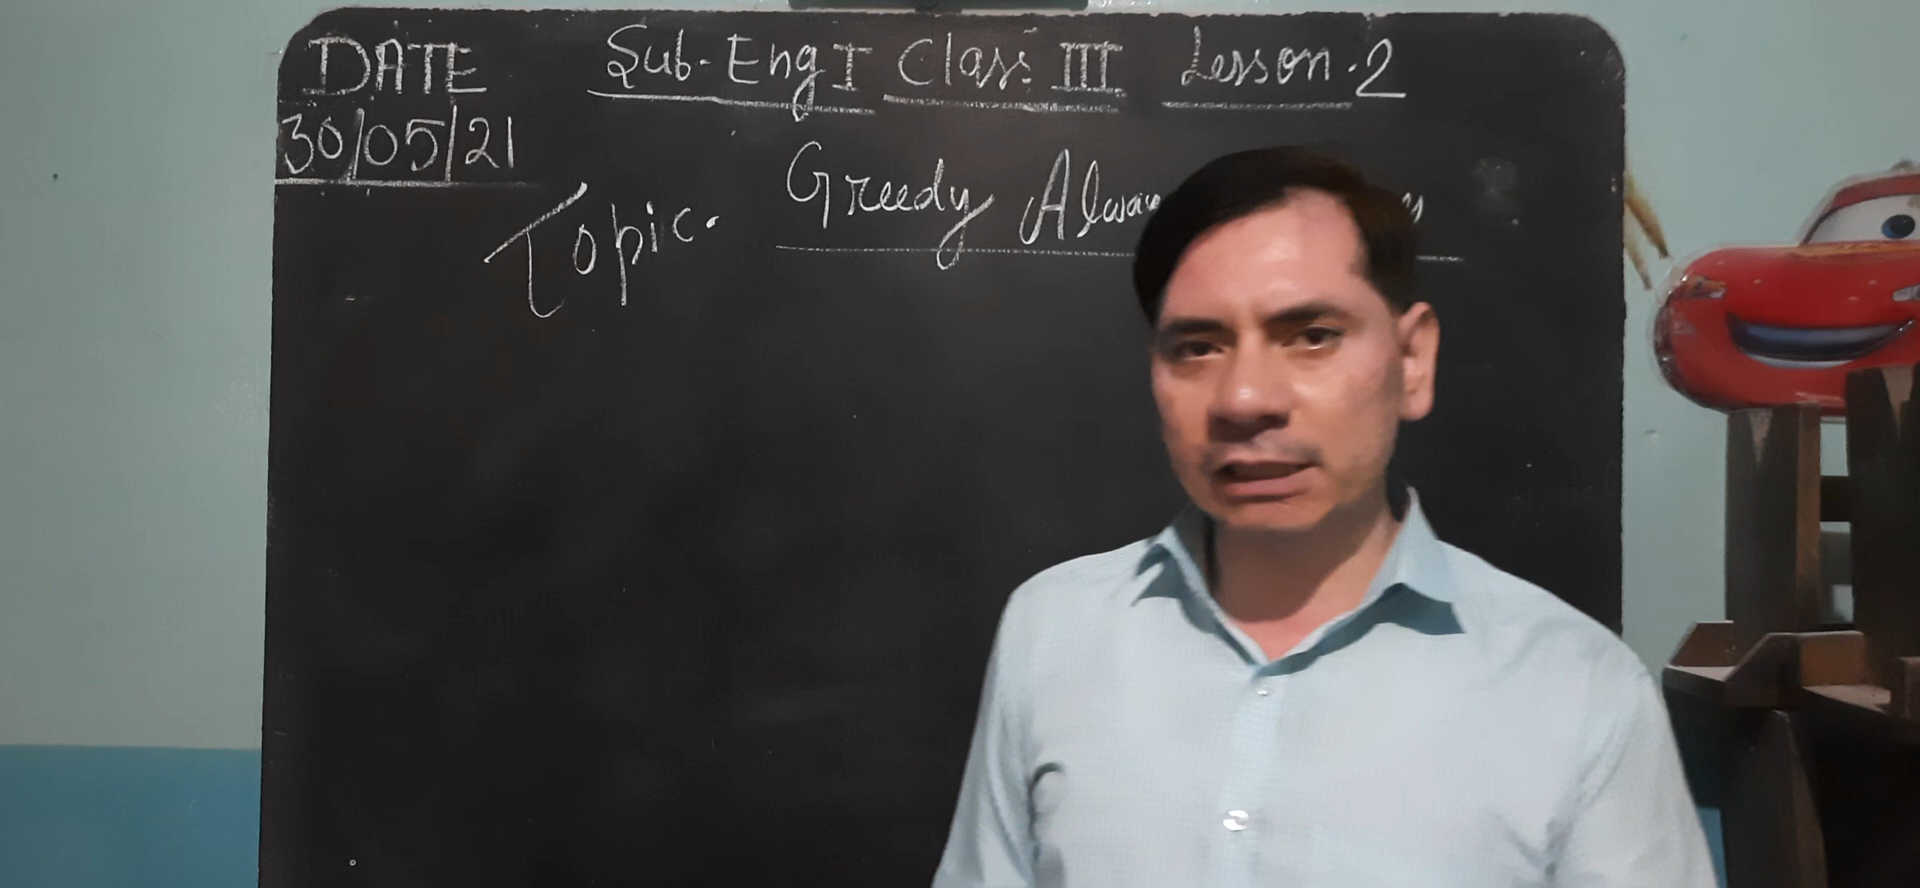 DATE
30/05/21
Sub-Eng I Class III Lesson-2
Topic. Greedy